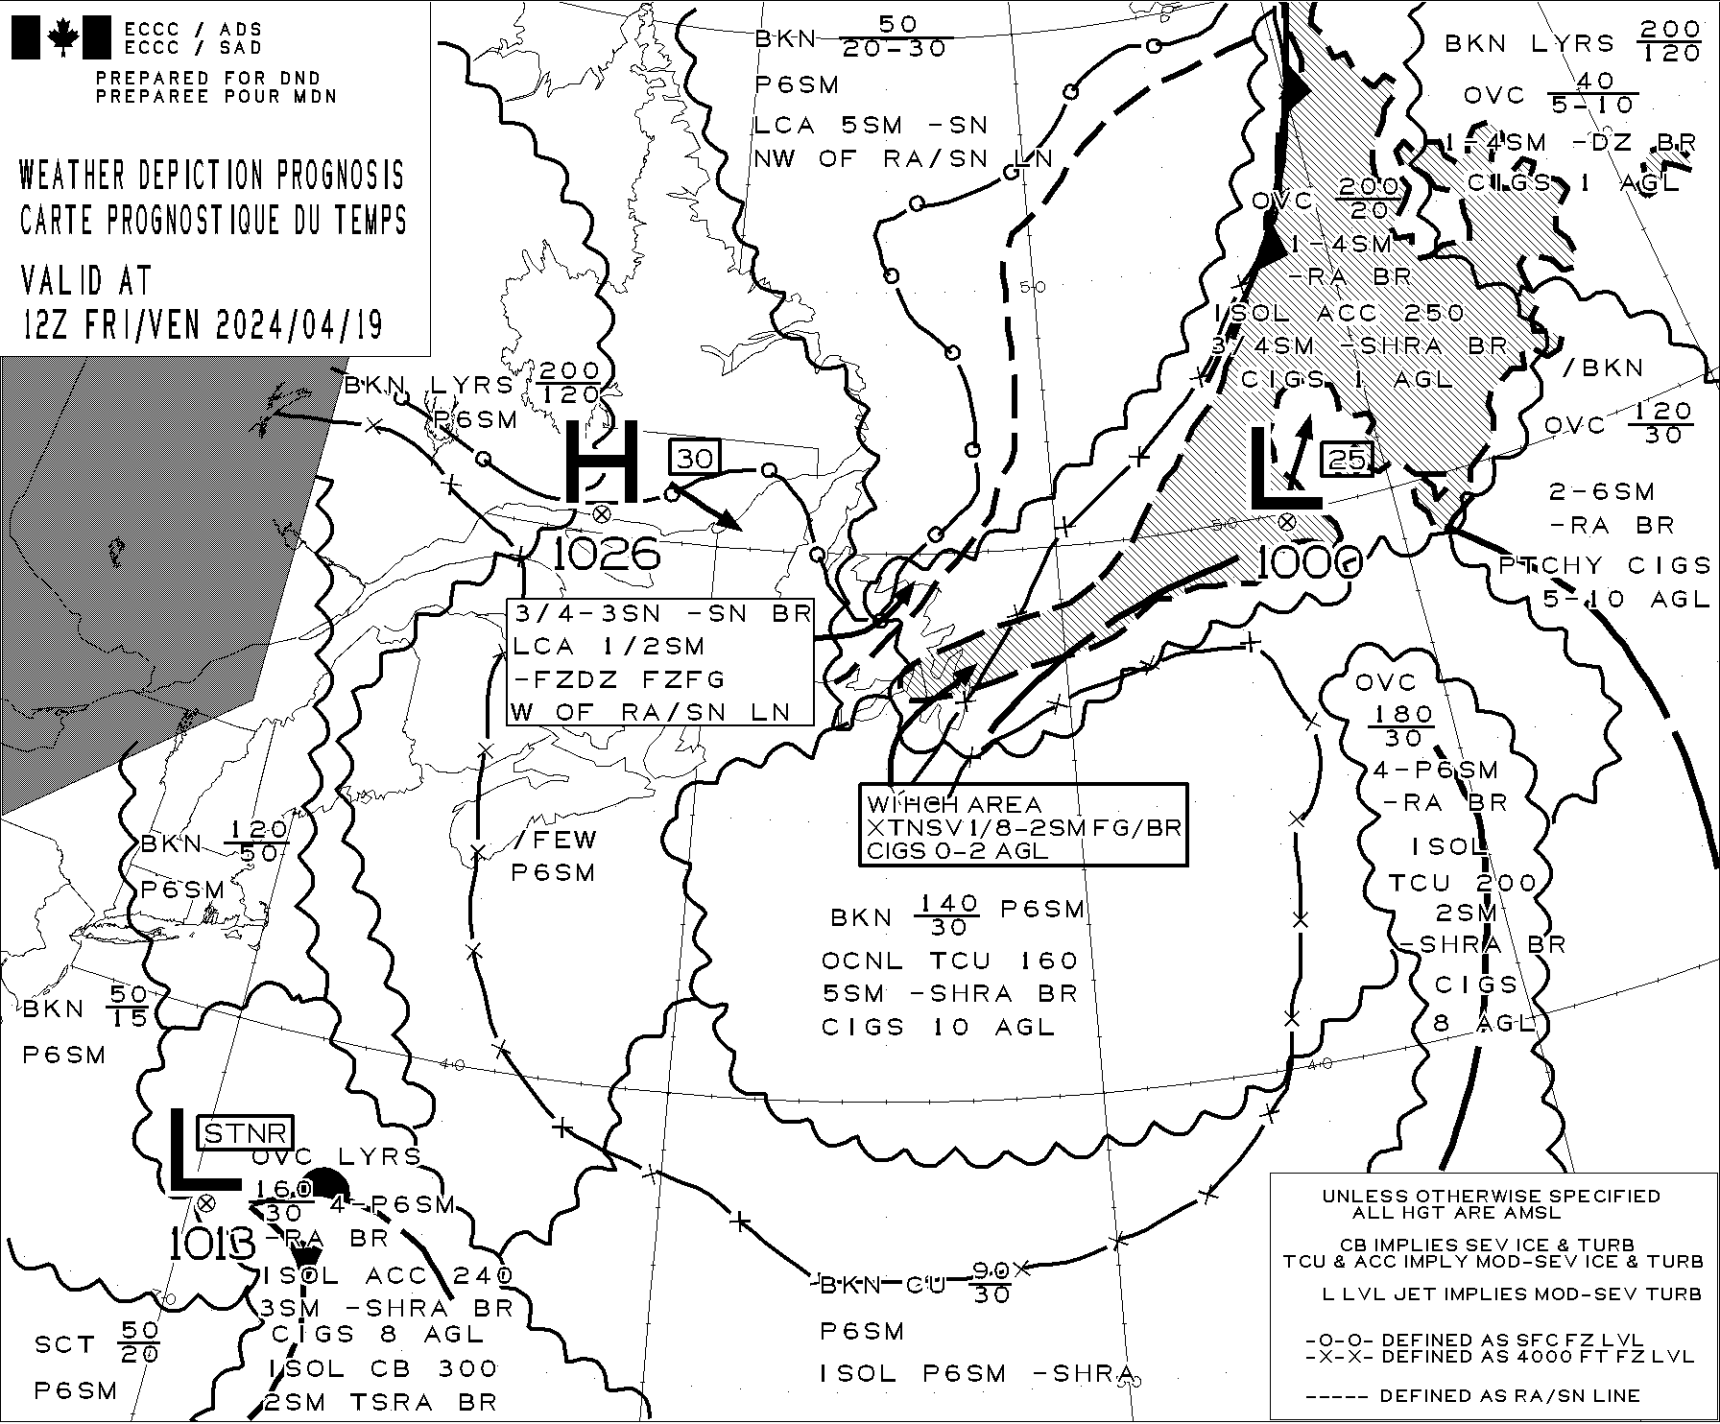 ECCC / ADS
ECCC / SAD
PREPARED FOR DND
PREPAREE POUR MDN
WEATHER DEPICTION PROGNOSIS
CARTE PROGNOSTIQUE DU TEMPS
VALID AT
12Z FRI/VEN 2024/04/19
BKN 50
20-30
P6SM
LCA 5SM -SN
NW OF RA/SN LN
BKN LYRS 200
120
OVC 40
5-10
1-4SM -DZ BR
CIGS 1 AGL
OVC 200
20
1-4SM
-RA BR
ISOL ACC 250
3/4SM -SHRA BR
CIGS 1 AGL
50
/BKN
OVC 120
30
2-6SM
-RA BR
PTCHY CIGS
5-10 AGL
BKN LYRS 200
120
P6SM
H
30
1026
L
25
50
1000
3/4-3SN -SN BR
LCA 1/2SM
-FZDZ FZFG
W OF RA/SN LN
OVC
180
30
4-P6SM
-RA BR
ISOL
TCU 200
2SM
-SHRA BR
CIGS
8 AGL
AREA
XTNSV 1/8-2SM FG/BR
CIGS 0-2 AGL
BKN 120
50
P6SM
/FEW
P6SM
BKN 140
30
P6SM
OCNL TCU 160
5SM -SHRA BR
CIGS 10 AGL
BKN 50
15
P6SM
40
40
L
STNR
1013
OVC LYRS
160
30
4-P6SM
-RA BR
ISOL ACC 240
3SM -SHRA BR
CIGS 8 AGL
ISOL CB 300
2SM TSRA BR
70
SCT 50
20
P6SM
BKN CU 90
30
P6SM
ISOL P6SM -SHRA
UNLESS OTHERWISE SPECIFIED
ALL HGT ARE AMSL
CB IMPLIES SEV ICE & TURB
TCU & ACC IMPLY MOD-SEV ICE & TURB
L LVL JET IMPLIES MOD-SEV TURB
-O-O- DEFINED AS SFC FZ LVL
-X-X- DEFINED AS 4000 FT FZ LVL
----- DEFINED AS RA/SN LINE